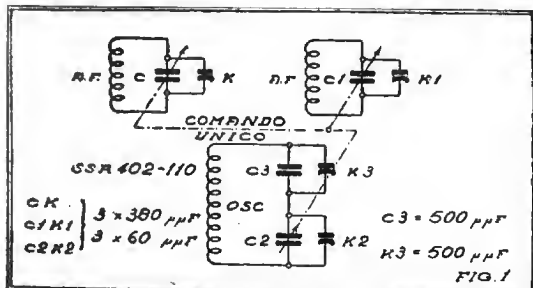 A.F. C K A.F. C1 K1
COMANDO
UNICO
SSR 402-110
C3 K3
OSC
C K
C1 K1
C2 K2
3 x 380 µµF
3 x 60 µµF
C2 K2
C3 = 500 µµF
K3 = 500 µµF
FIG. 1